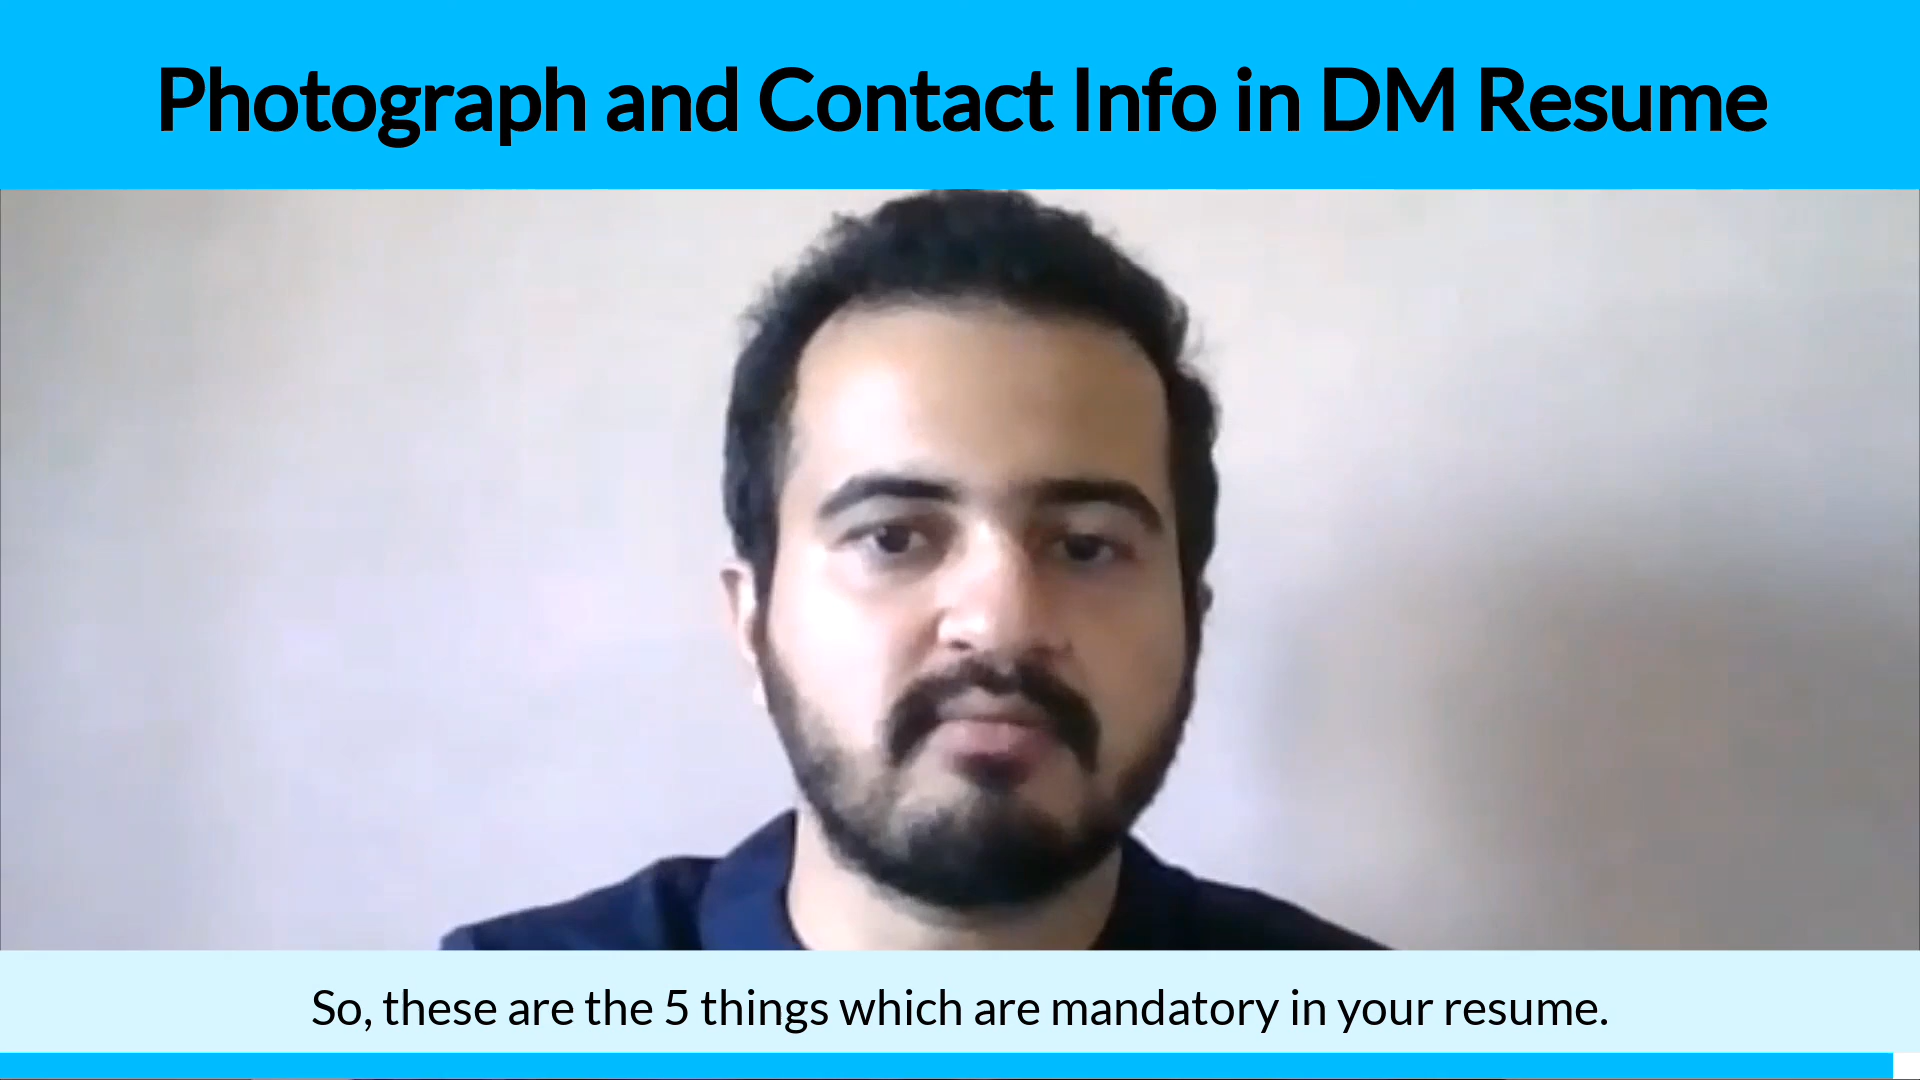 Photograph and Contact Info in DM Resume
So, these are the 5 things which are mandatory in your resume.